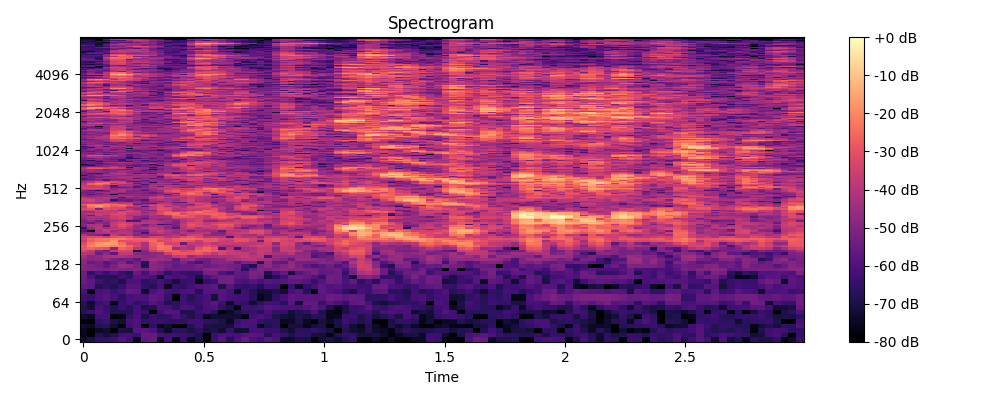 Spectrogram
Hz
4096
2048
1024
512
256
128
64
0
0
0.5
1
1.5
2
2.5
Time
+0 dB
-10 dB
-20 dB
-30 dB
-40 dB
-50 dB
-60 dB
-70 dB
-80 dB